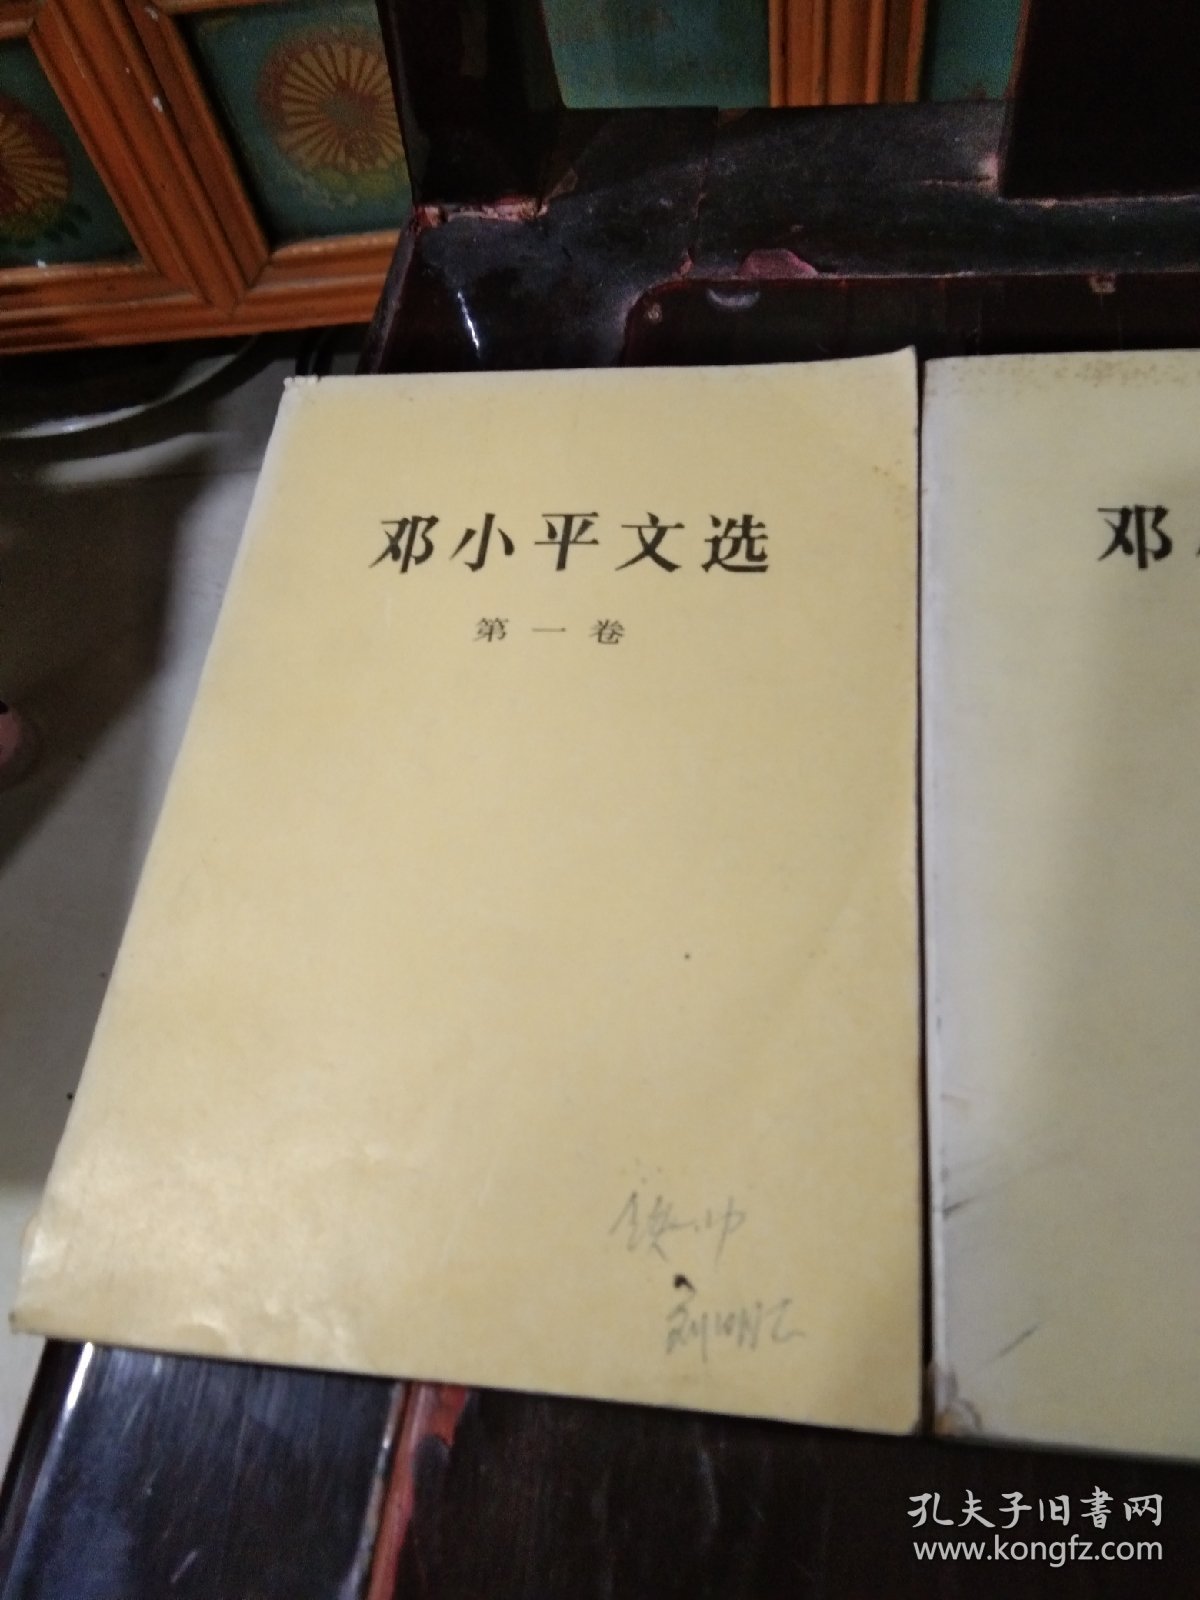 邓小平文选
第一卷
邓
孔夫子旧書网
www.kongfz.com